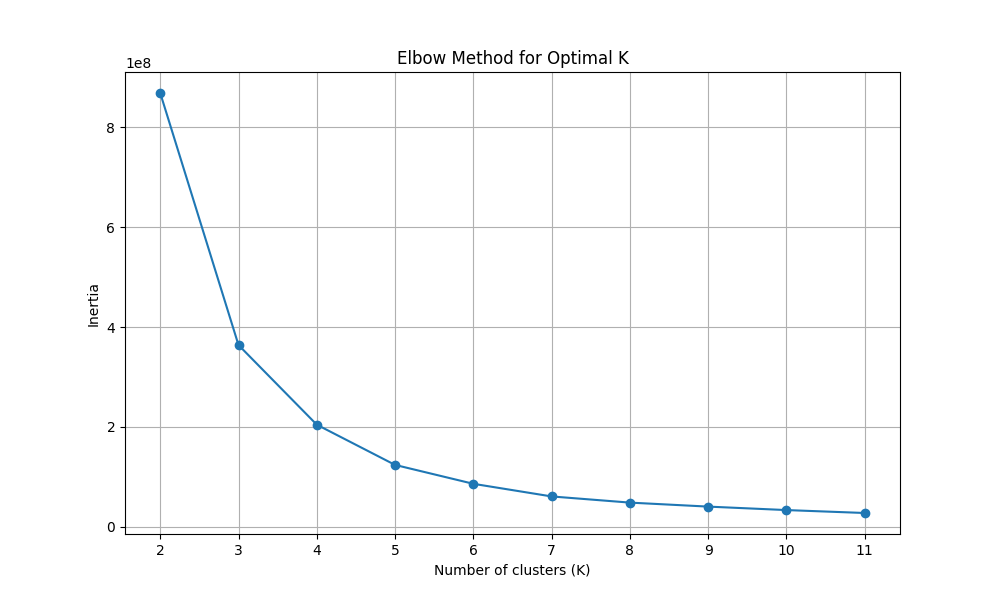 Elbow Method for Optimal K
1e8
8
6
4
2
0
Inertia
2 3 4 5 6 7 8 9 10 11
Number of clusters (K)